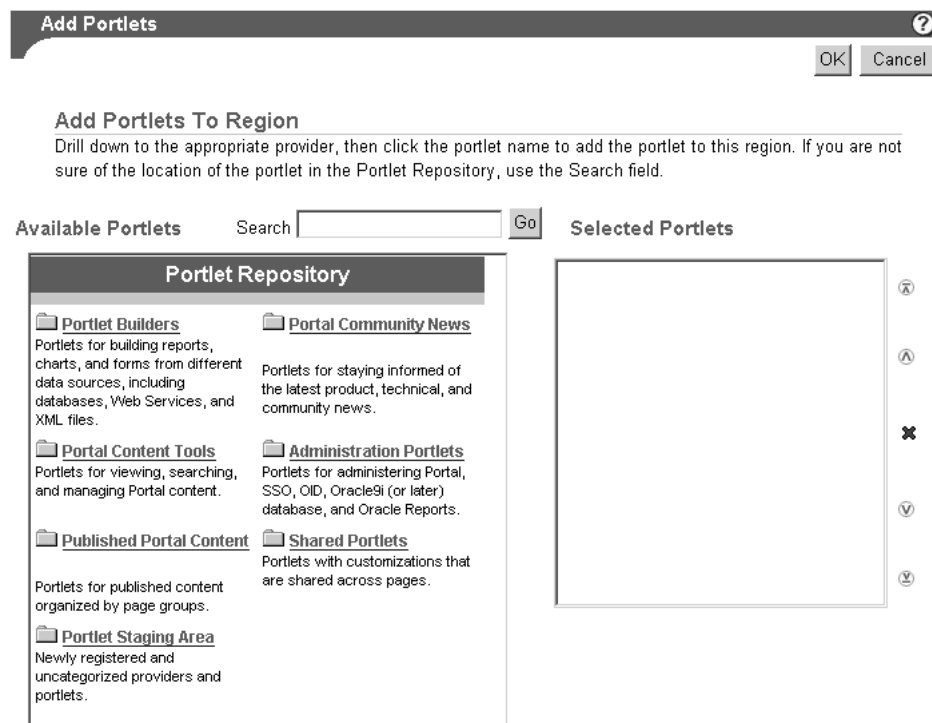 Add Portlets
?
OK
Cancel
Add Portlets To Region
Drill down to the appropriate provider, then click the portlet name to add the portlet to this region. If you are not
sure of the location of the portlet in the Portlet Repository, use the Search field.
Available Portlets
Search
Go
Selected Portlets
Portlet Repository
Portlet Builders
Portlets for building reports,
charts, and forms from different
data sources, including
databases, Web Services, and
XML files.
Portal Community News
Portlets for staying informed of
the latest product, technical, and
community news.
Portal Content Tools
Portlets for viewing, searching,
and managing Portal content.
Administration Portlets
Portlets for administering Portal,
SSO, OID, Oracle9i (or later)
database, and Oracle Reports.
Published Portal Content
Portlets for published content
organized by page groups.
Shared Portlets
Portlets with customizations that
are shared across pages.
Portlet Staging Area
Newly registered and
uncategorized providers and
portlets.